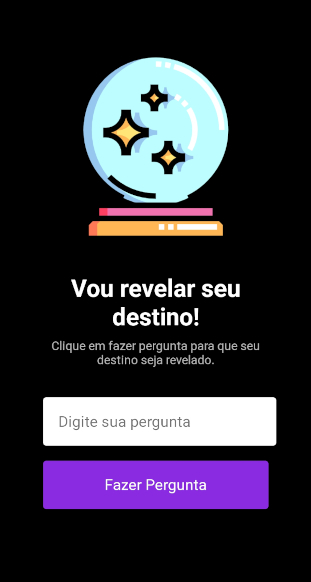 Vou revelar seu
destino!
Clique em fazer pergunta para que seu
destino seja revelado.
Digite sua pergunta
Fazer Pergunta